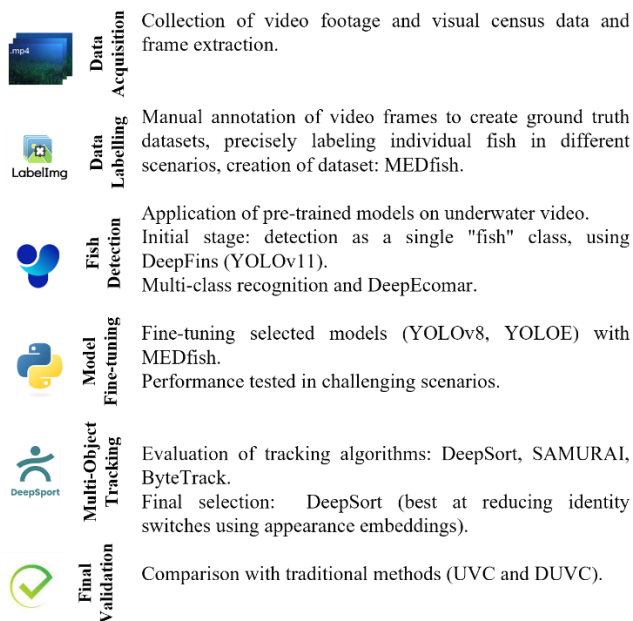 .mp4
Data
Acquisition
Collection of video footage and visual census data and
frame extraction.
LabelImg
Data
Labelling
Manual annotation of video frames to create ground truth
datasets, precisely labeling individual fish in different
scenarios, creation of dataset: MEDfish.
Fish
Detection
Application of pre-trained models on underwater video.
Initial stage: detection as a single "fish" class, using
DeepFins (YOLOv11).
Multi-class recognition and DeepEcomar.
Model
Fine-tuning
Fine-tuning selected models (YOLOv8, YOLOE) with
MEDfish.
Performance tested in challenging scenarios.
DeepSport
Multi-Object
Tracking
Evaluation of tracking algorithms: DeepSort, SAMURAI,
ByteTrack.
Final selection: DeepSort (best at reducing identity
switches using appearance embeddings).
Final
Validation
Comparison with traditional methods (UVC and DUVC).